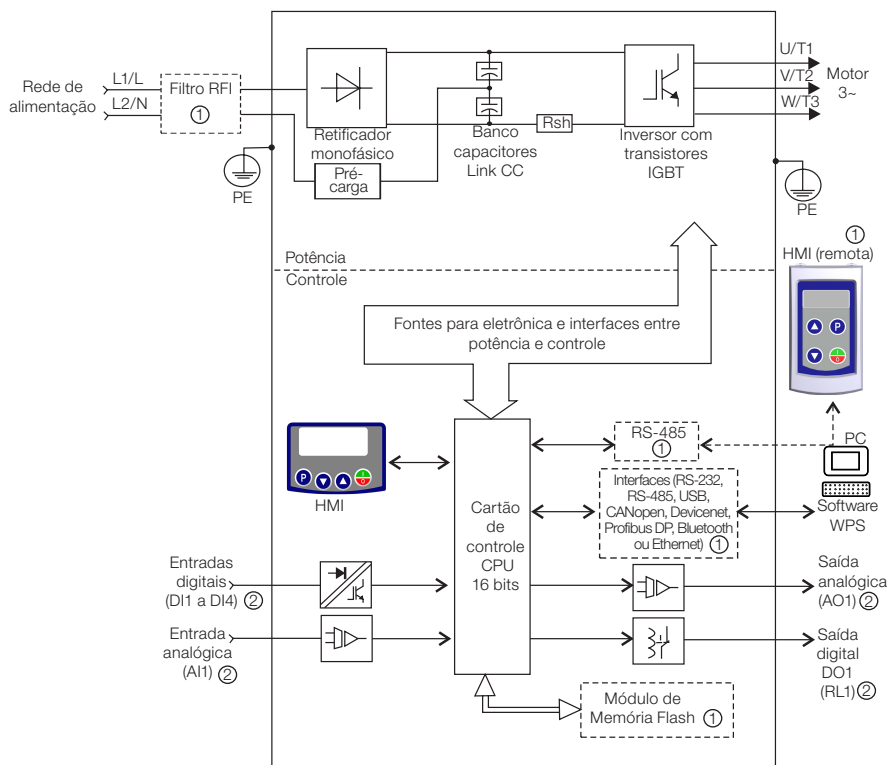 Rede de
alimentação
L1/L
L2/N
Filtro RFI
①
PE
Retificador
monofásico
Pré-
carga
Banco
capacitores
Link CC
Rsh
Inversor com
transistores
IGBT
U/T1
V/T2
W/T3
Motor
3~
PE
Potência
Controle
①
HMI (remota)
P
I
0
Fontes para eletrônica e interfaces entre
potência e controle
P
I
0
HMI
Cartão
de
controle
CPU
16 bits
RS-485
①
PC
Software
WPS
Interfaces (RS-232,
RS-485, USB,
CANopen, Devicenet,
Profibus DP, Bluetooth
ou Ethernet) ①
Entradas
digitais
(DI1 a DI4) ②
Entrada
analógica
(AI1) ②
Saída
analógica
(AO1) ②
Saída
digital
DO1
(RL1) ②
Módulo de
Memória Flash ①